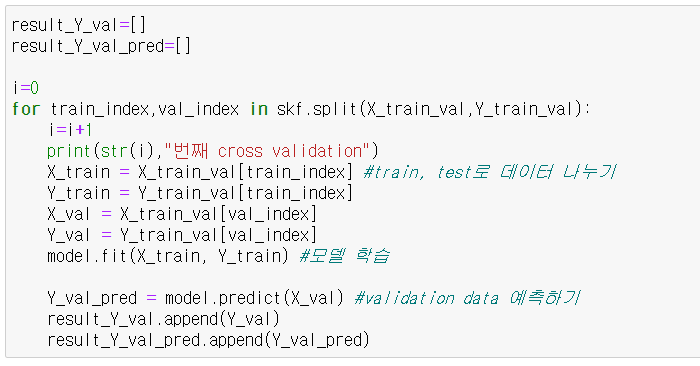 result_Y_val=[]
result_Y_val_pred=[]
i=0
for train_index,val_index in skf.split(X_train_val,Y_train_val):
i=i+1
print(str(i),"번째 cross validation")
X_train = X_train_val[train_index] #train, test로 데이터 나누기
Y_train = Y_train_val[train_index]
X_val = X_train_val[val_index]
Y_val = Y_train_val[val_index]
model.fit(X_train, Y_train) #모델 학습
Y_val_pred = model.predict(X_val) #validation data 예측하기
result_Y_val.append(Y_val)
result_Y_val_pred.append(Y_val_pred)